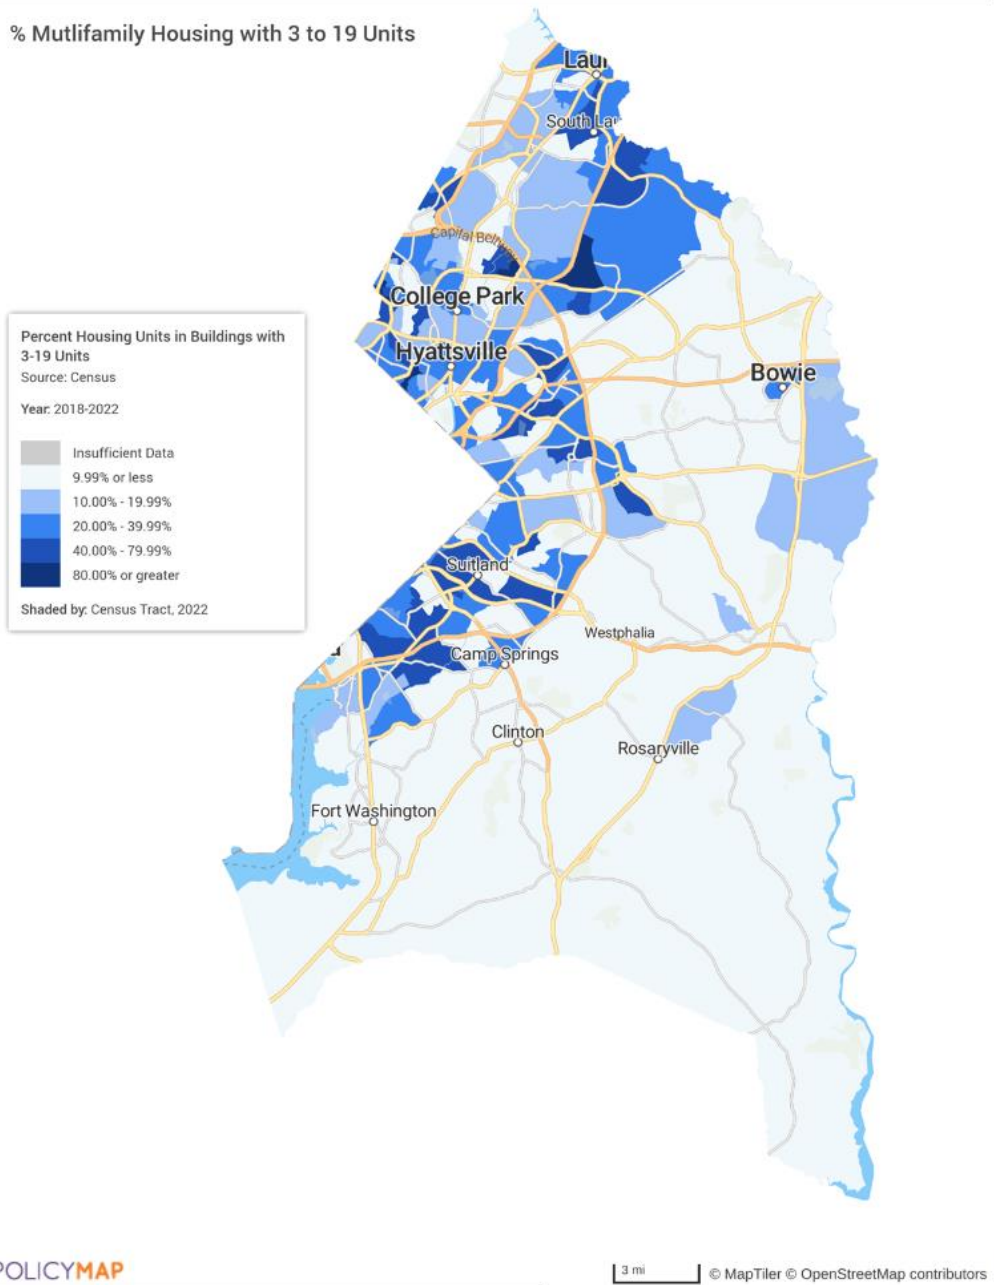 % Mutlifamily Housing with 3 to 19 Units
Laur
South Lau
Capital Beltway
College Park
Hyattsville
Percent Housing Units in Buildings with
3-19 Units
Source: Census
Year: 2018-2022
Insufficient Data
9.99% or less
10.00% - 19.99%
20.00% - 39.99%
40.00% - 79.99%
80.00% or greater
Shaded by: Census Tract, 2022
Bowie
Suitland
Westphalia
Camp Springs
Clinton
Rosaryville
Fort Washington
POLICYMAP
3 mi
© MapTiler © OpenStreetMap contributors